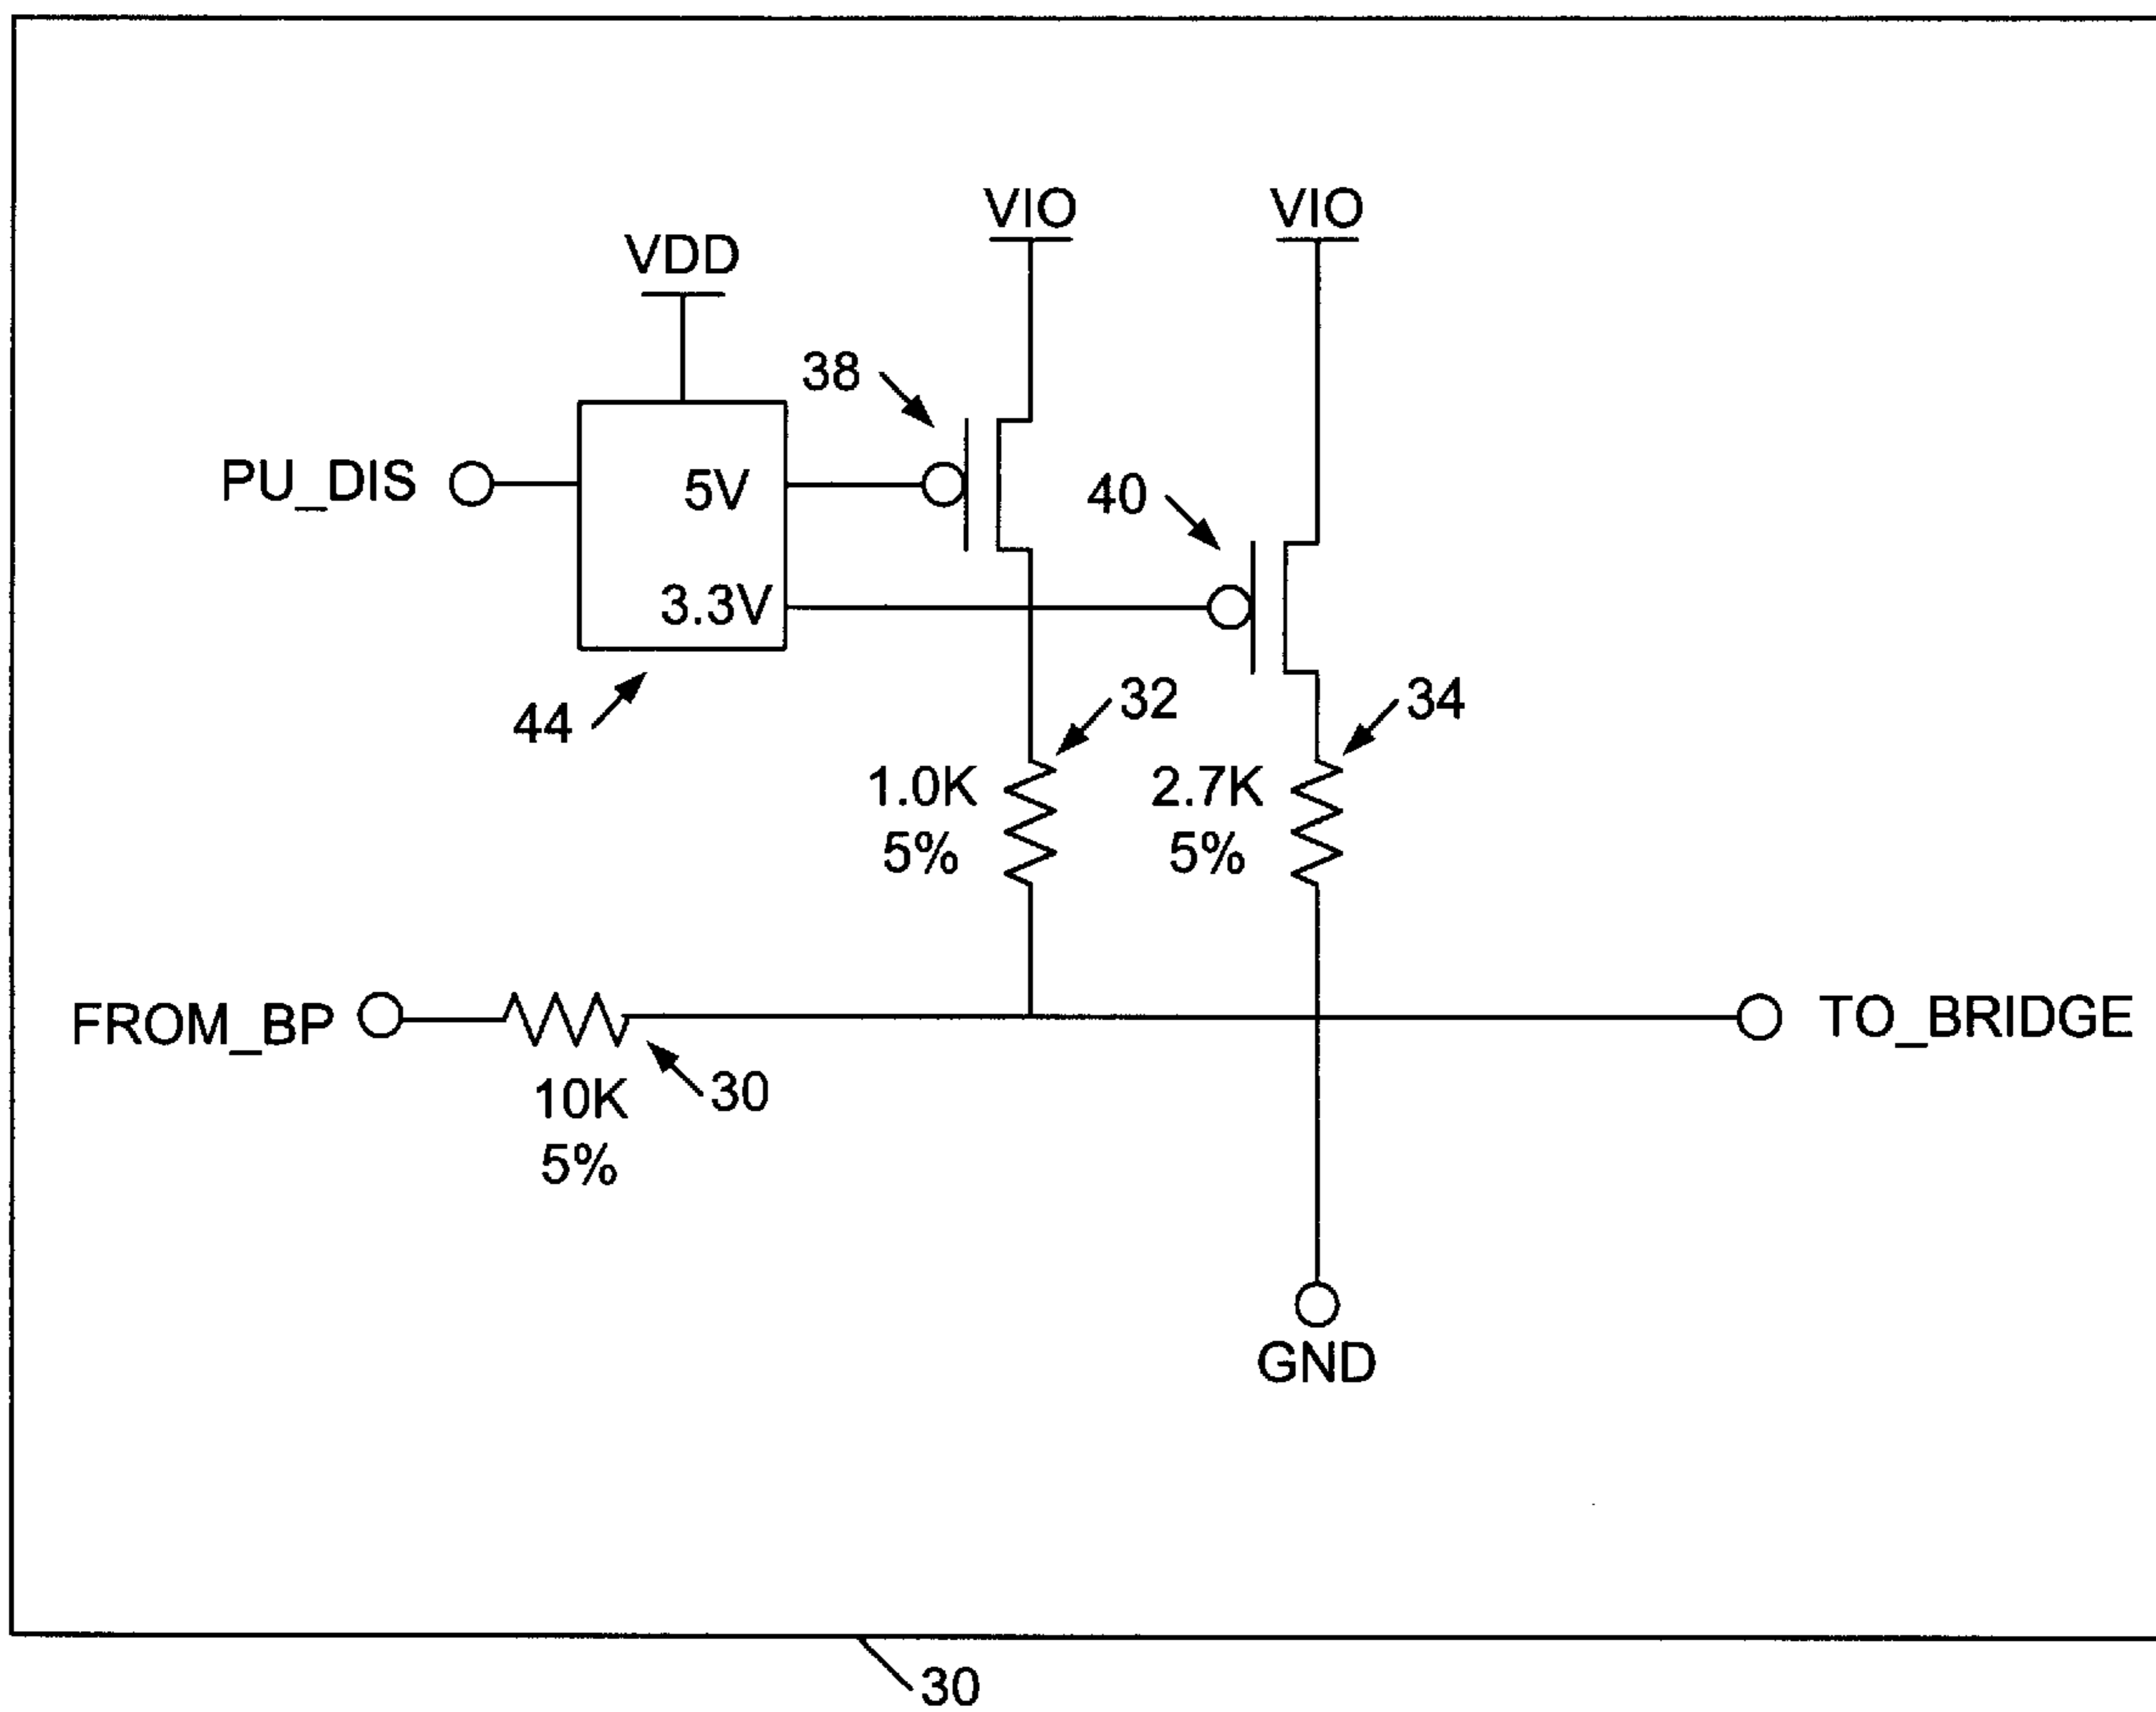 VIO
VIO
VDD
38
PU_DIS
5V
40
3.3V
44
32
34
1.0K
5%
2.7K
5%
FROM_BP
TO_BRIDGE
30
10K
5%
GND
30